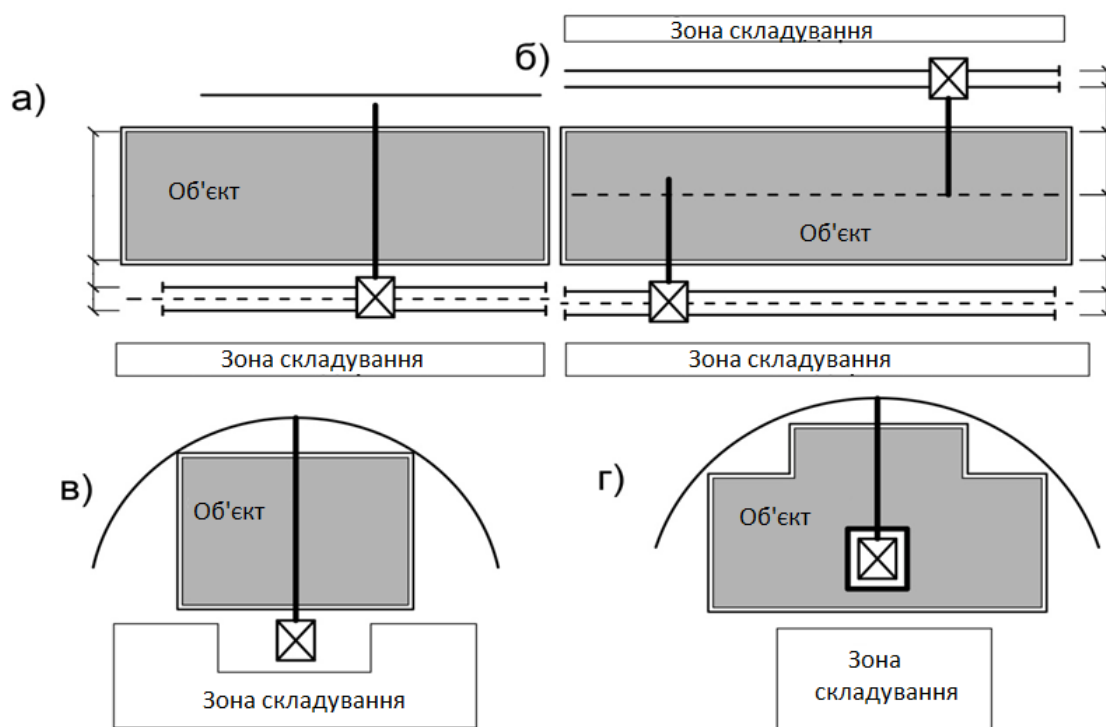 Зона складування
б)
а)
Об'єкт
Об'єкт
Зона складування
Зона складування
в)
Об'єкт
г)
Об'єкт
Зона складування
Зона
складування